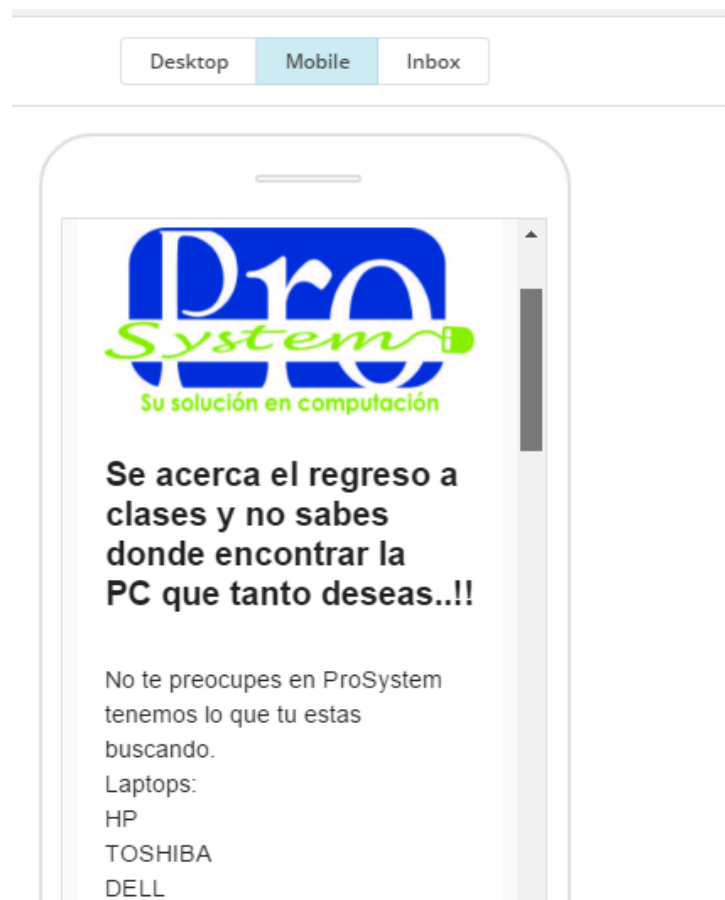 Desktop Mobile Inbox
Pro
System
Su solución en computación
Se acerca el regreso a
clases y no sabes
donde encontrar la
PC que tanto deseas..!!
No te preocupes en ProSystem
tenemos lo que tu estas
buscando.
Laptops:
HP
TOSHIBA
DELL